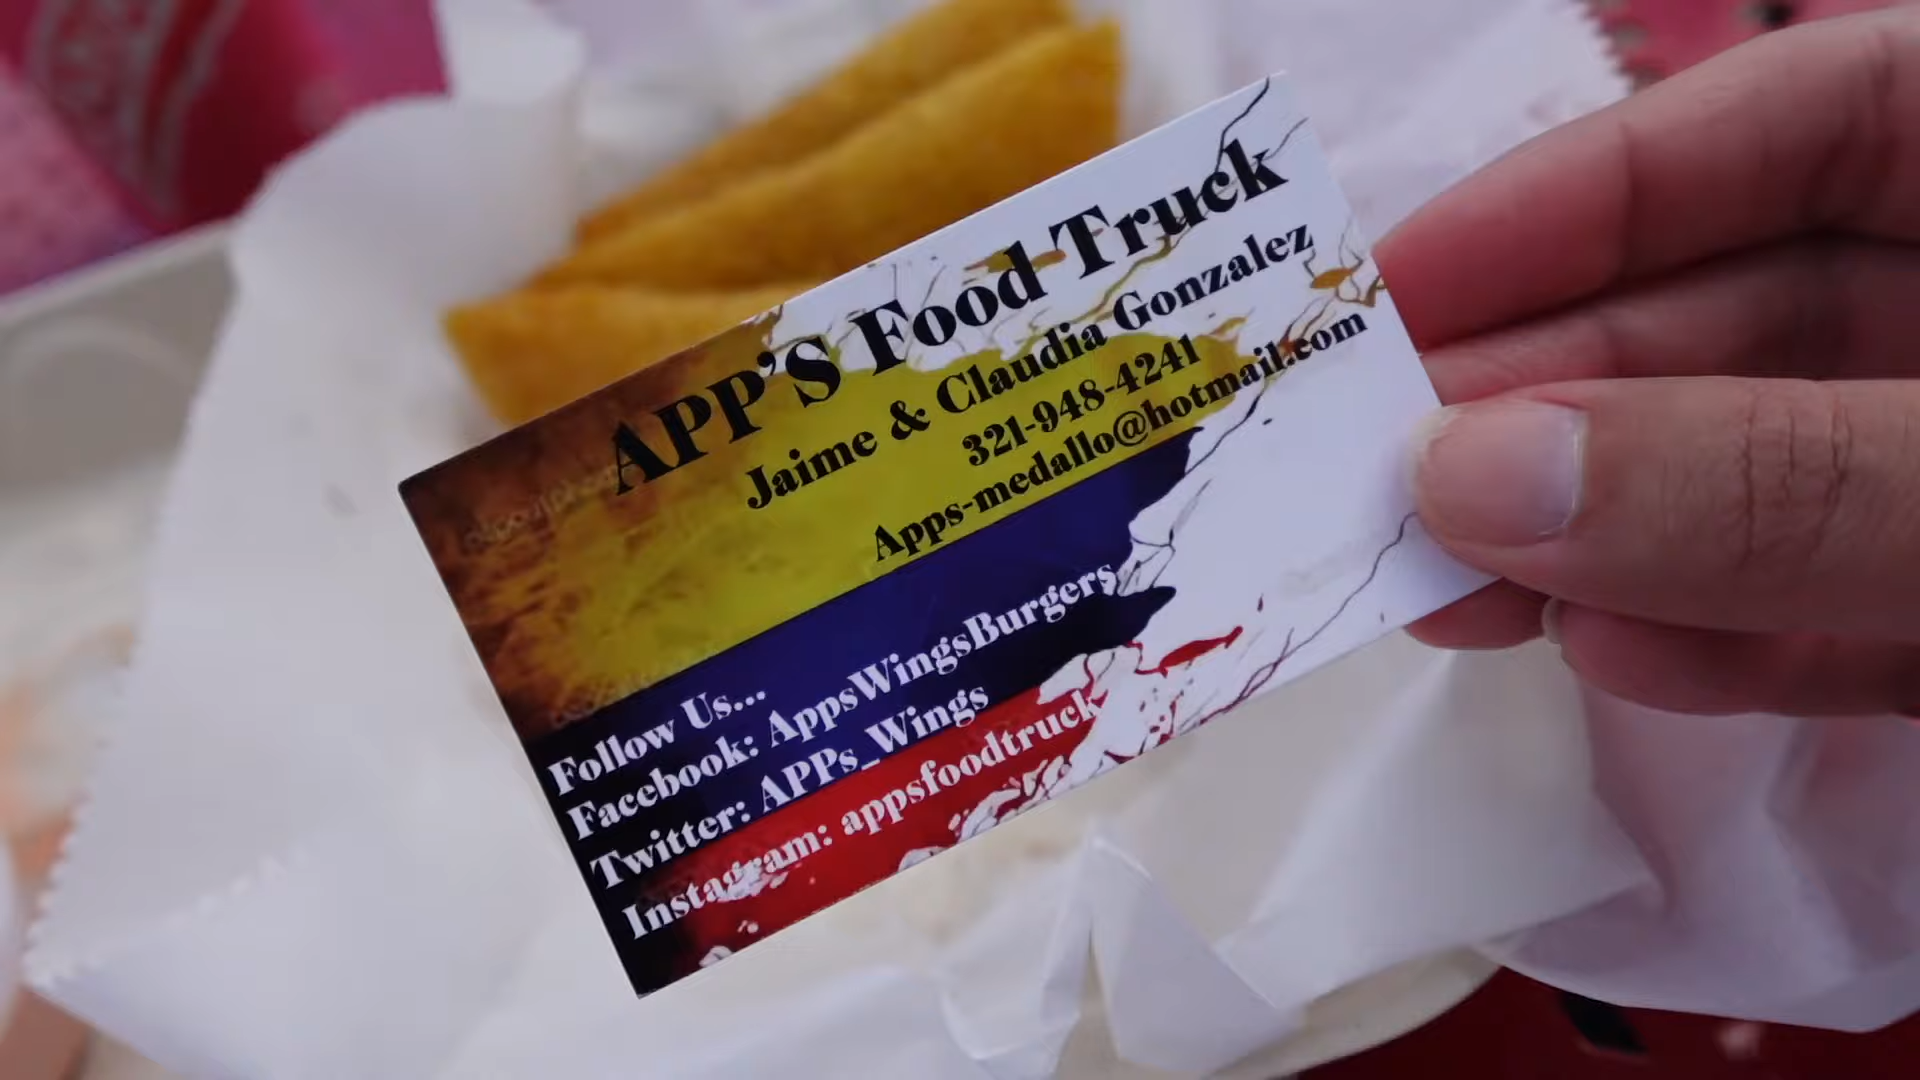 APP'S Food Truck
Jaime & Claudia Gonzalez
321-948-4241
Apps-medallo@hotmail.com
Follow Us...
Facebook: AppsWingsBurgers
Twitter: APPs_Wings
Instagram: appsfoodtruck